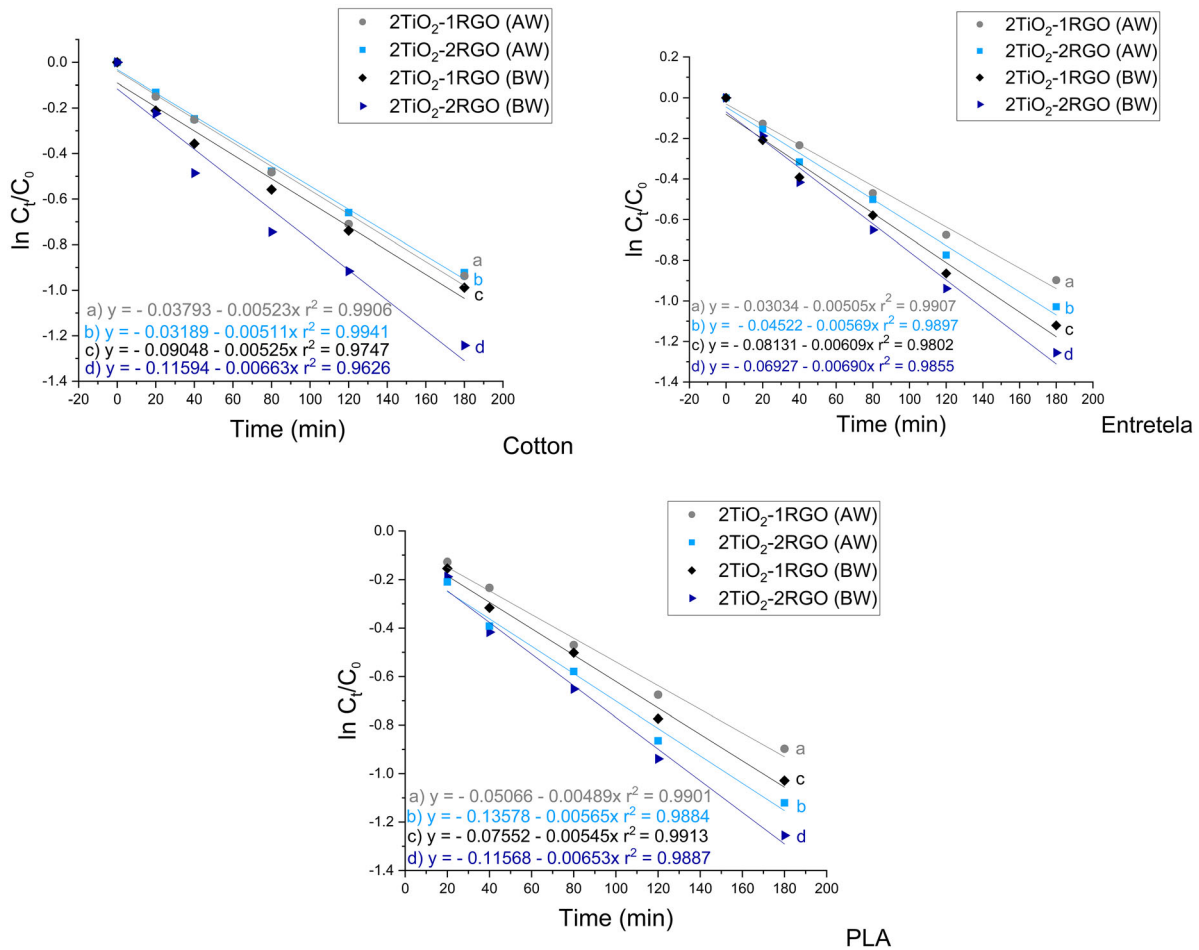 2TiO₂-1RGO (AW)
2TiO₂-2RGO (AW)
2TiO₂-1RGO (BW)
2TiO₂-2RGO (BW)
0.0
-0.2
-0.4
-0.6
-0.8
-1.0
-1.2
-1.4
ln Cₜ/C₀
a
b
c
d
a) y = - 0.03793 - 0.00523x r² = 0.9906
b) y = - 0.03189 - 0.00511x r² = 0.9941
c) y = - 0.09048 - 0.00525x r² = 0.9747
d) y = - 0.11594 - 0.00663x r² = 0.9626
-20 0 20 40 60 80 100 120 140 160 180 200
Time (min)
Cotton
2TiO₂-1RGO (AW)
2TiO₂-2RGO (AW)
2TiO₂-1RGO (BW)
2TiO₂-2RGO (BW)
0.2
0.0
-0.2
-0.4
-0.6
-0.8
-1.0
-1.2
-1.4
ln Cₜ/C₀
a
b
c
d
a) y = - 0.03034 - 0.00505x r² = 0.9907
b) y = - 0.04522 - 0.00569x r² = 0.9897
c) y = - 0.08131 - 0.00609x r² = 0.9802
d) y = - 0.06927 - 0.00690x r² = 0.9855
-20 0 20 40 60 80 100 120 140 160 180 200
Time (min)
Entretela
2TiO₂-1RGO (AW)
2TiO₂-2RGO (AW)
2TiO₂-1RGO (BW)
2TiO₂-2RGO (BW)
0.0
-0.2
-0.4
-0.6
-0.8
-1.0
-1.2
-1.4
ln Cₜ/C₀
a
c
b
d
a) y = - 0.05066 - 0.00489x r² = 0.9901
b) y = - 0.13578 - 0.00565x r² = 0.9884
c) y = - 0.07552 - 0.00545x r² = 0.9913
d) y = - 0.11568 - 0.00653x r² = 0.9887
0 20 40 60 80 100 120 140 160 180 200
Time (min)
PLA